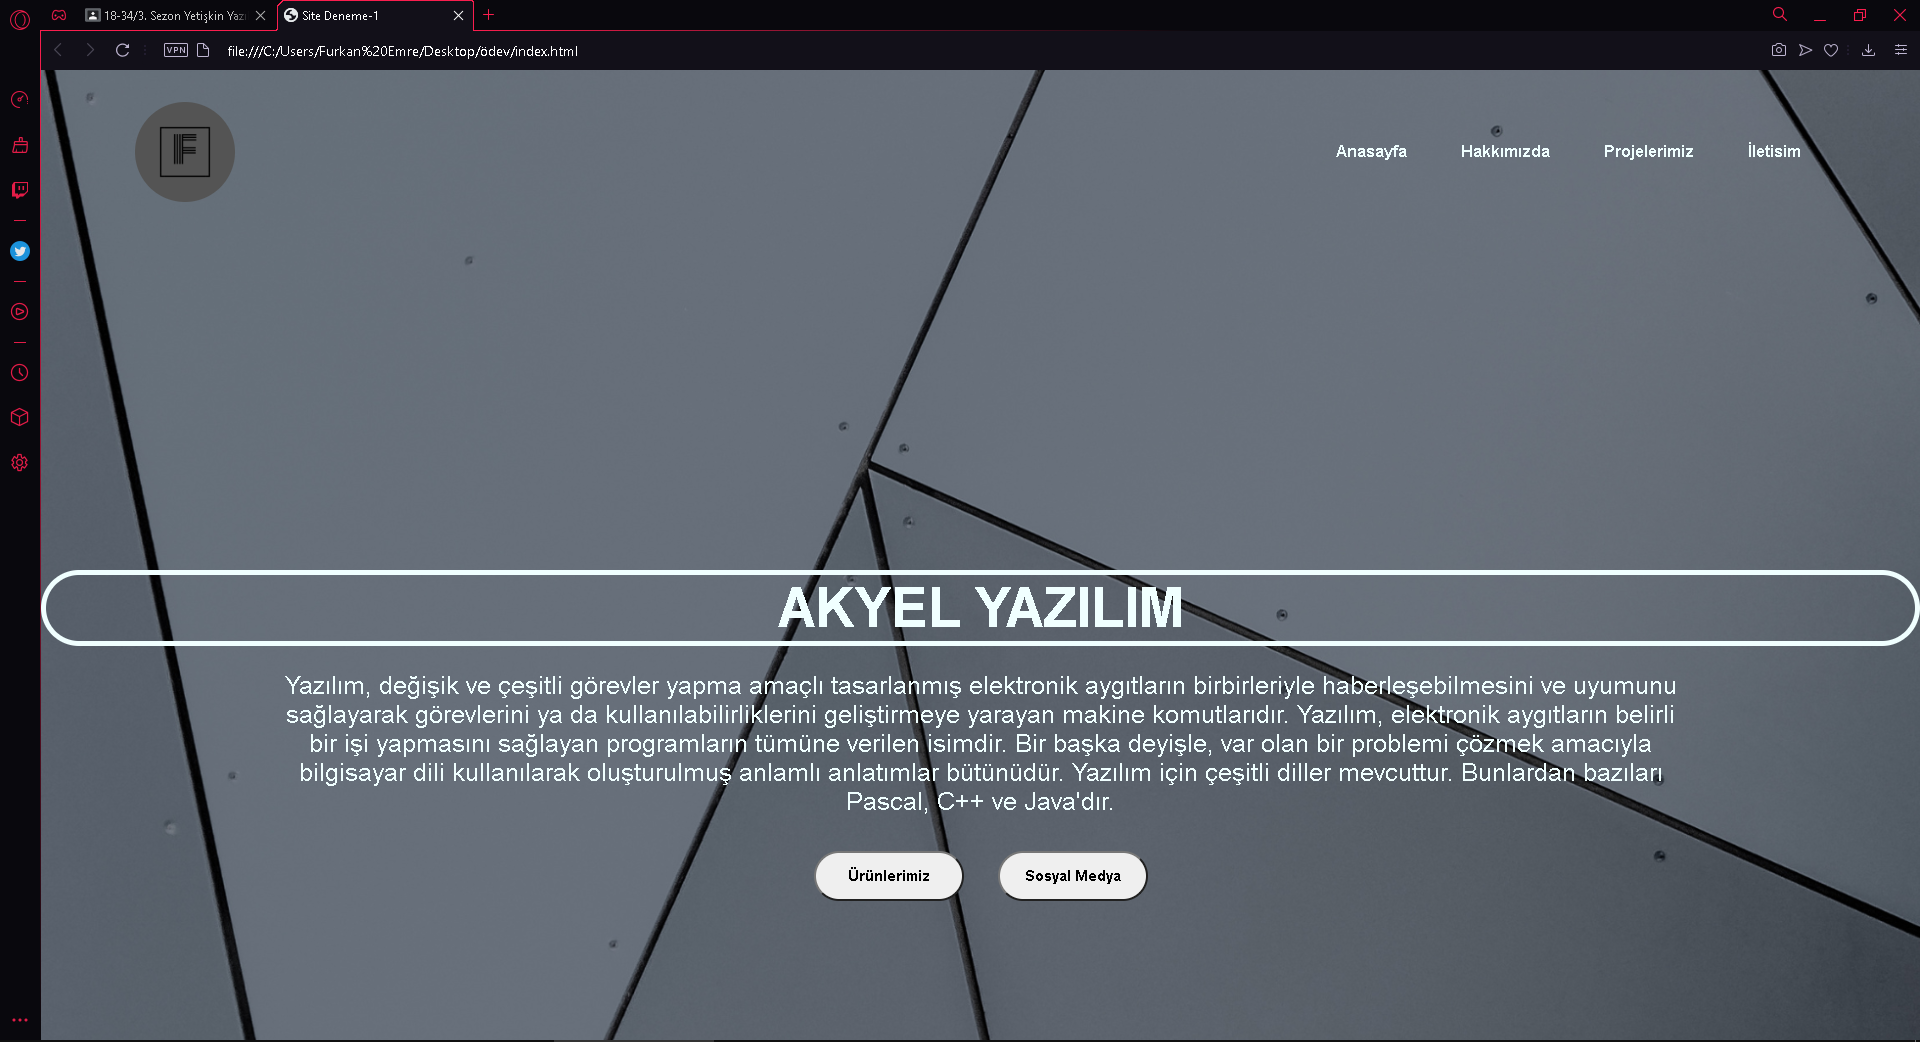 18-34/3. Sezon Yetişkin Yazı
Site Deneme-1
VPN
file:///C:/Users/Furkan%20Emre/Desktop/ödev/index.html
F
Anasayfa
Hakkımızda
Projelerimiz
İletisim
AKYEL YAZILIM
Yazılım, değişik ve çeşitli görevler yapma amaçlı tasarlanmış elektronik aygıtların birbirleriyle haberleşebilmesini ve uyumunu
sağlayarak görevlerini ya da kullanılabilirliklerini geliştirmeye yarayan makine komutlarıdır. Yazılım, elektronik aygıtların belirli
bir işi yapmasını sağlayan programların tümüne verilen isimdir. Bir başka deyişle, var olan bir problemi çözmek amacıyla
bilgisayar dili kullanılarak oluşturulmuş anlamlı anlatımlar bütünüdür. Yazılım için çeşitli diller mevcuttur. Bunlardan bazıları
Pascal, C++ ve Java'dır.
Ürünlerimiz
Sosyal Medya